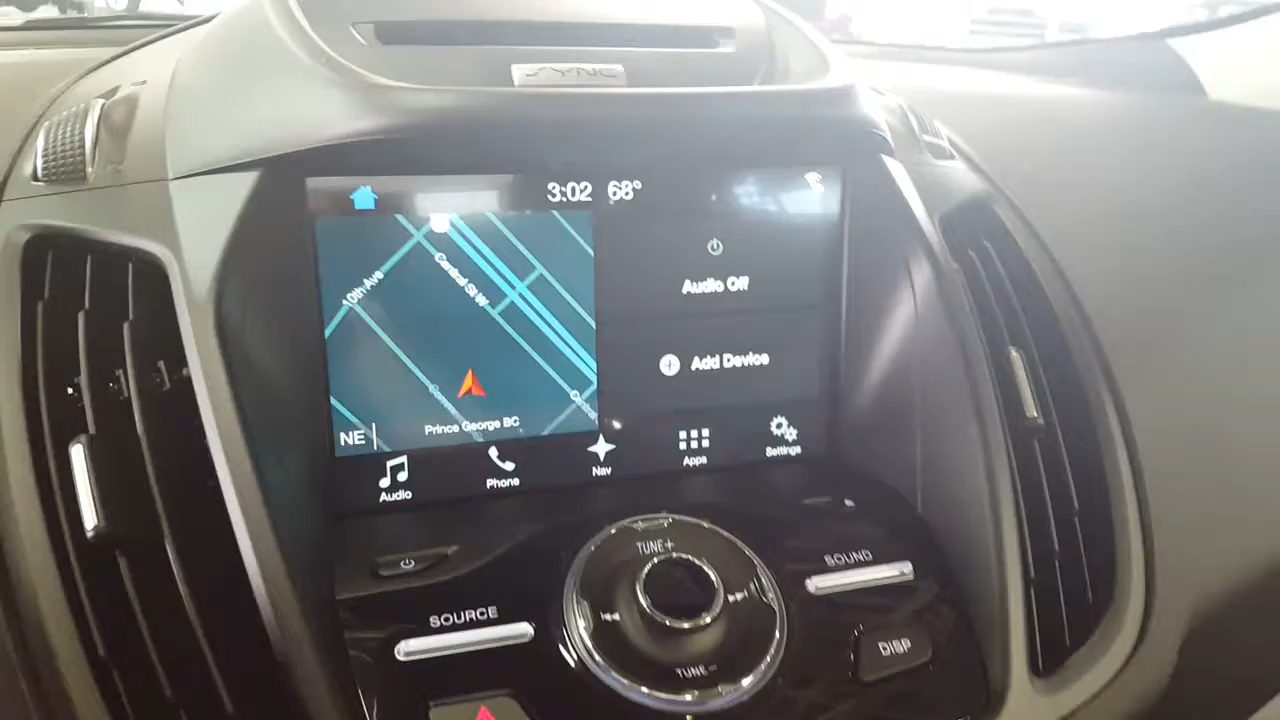 SYNC
3:02 68°
10th Ave
Central St W
Audio Off
Add Device
Prince George BC
NE
Audio
Phone
Nav
Apps
Settings
TUNE+
SOUND
SOURCE
TUNE-
DISP